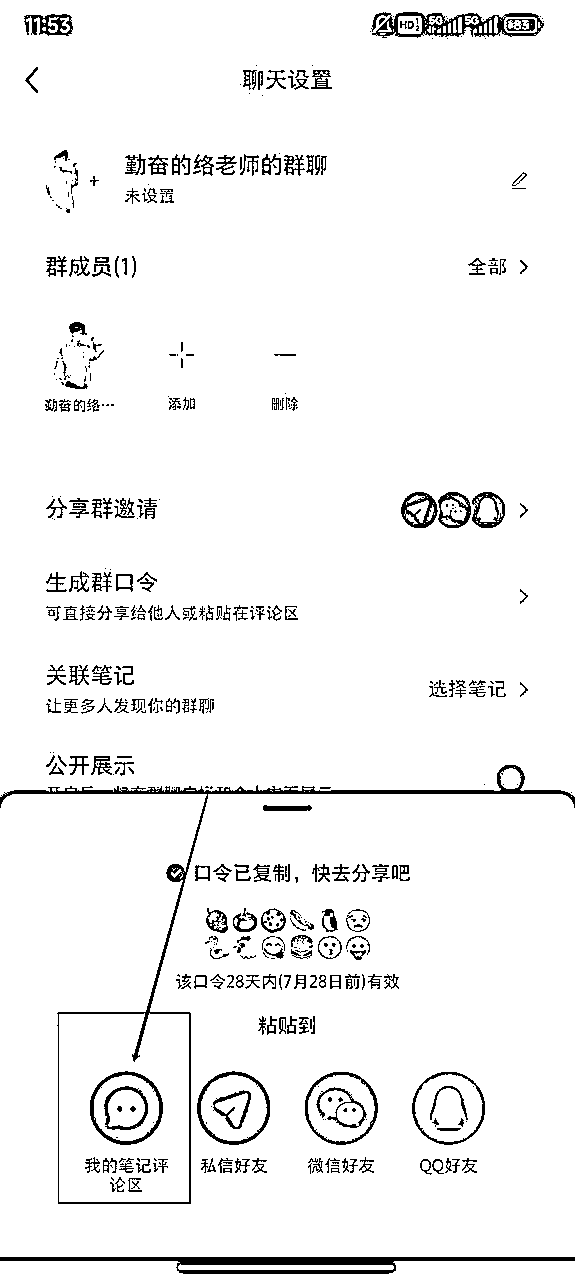 11:53
HD 5G 5G 83
聊天设置
勤奋的络老师的群聊
未设置
群成员(1)
全部
勤奋的络…
添加
删除
分享群邀请
生成群口令
可直接分享给他人或粘贴在评论区
关联笔记
让更多人发现你的群聊
选择笔记
公开展示
口令已复制，快去分享吧
该口令28天内(7月28日前)有效
粘贴到
我的笔记评
论区
私信好友
微信好友
QQ好友